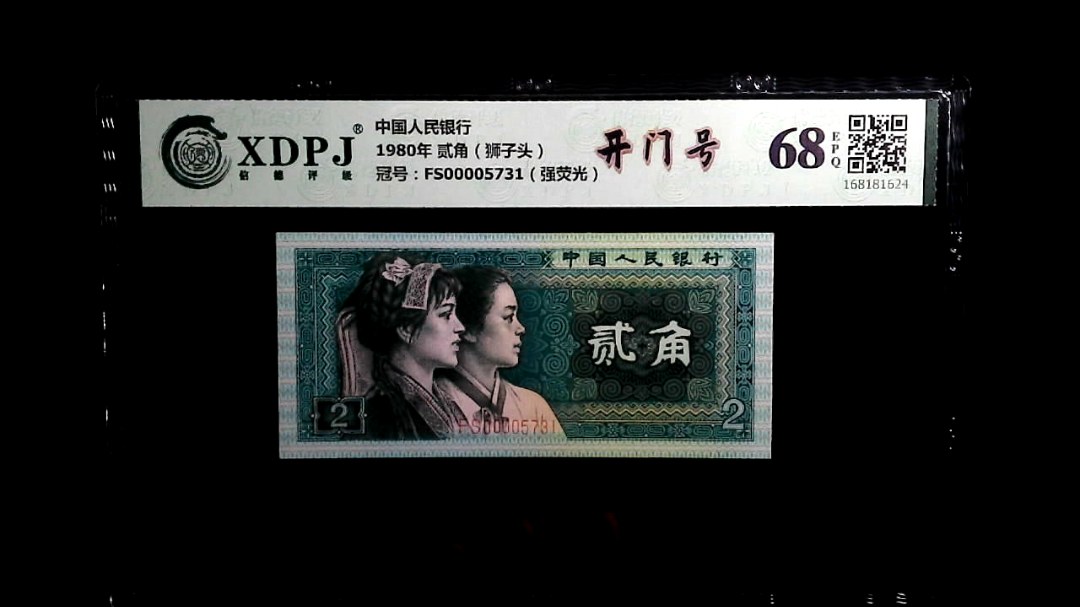 XDPJ®
信德评级
中国人民银行
1980年 贰角（狮子头）
冠号：FS00005731（强荧光）
开门号
68
EPQ
168181624
中国人民银行
贰角
2
2
FS00005731